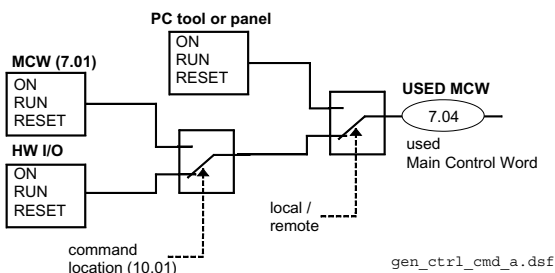 PC tool or panel
ON
RUN
RESET
MCW (7.01)
ON
RUN
RESET
USED MCW
7.04
used
Main Control Word
HW I/O
ON
RUN
RESET
local /
remote
command
location (10.01)
gen_ctrl_cmd_a.dsf